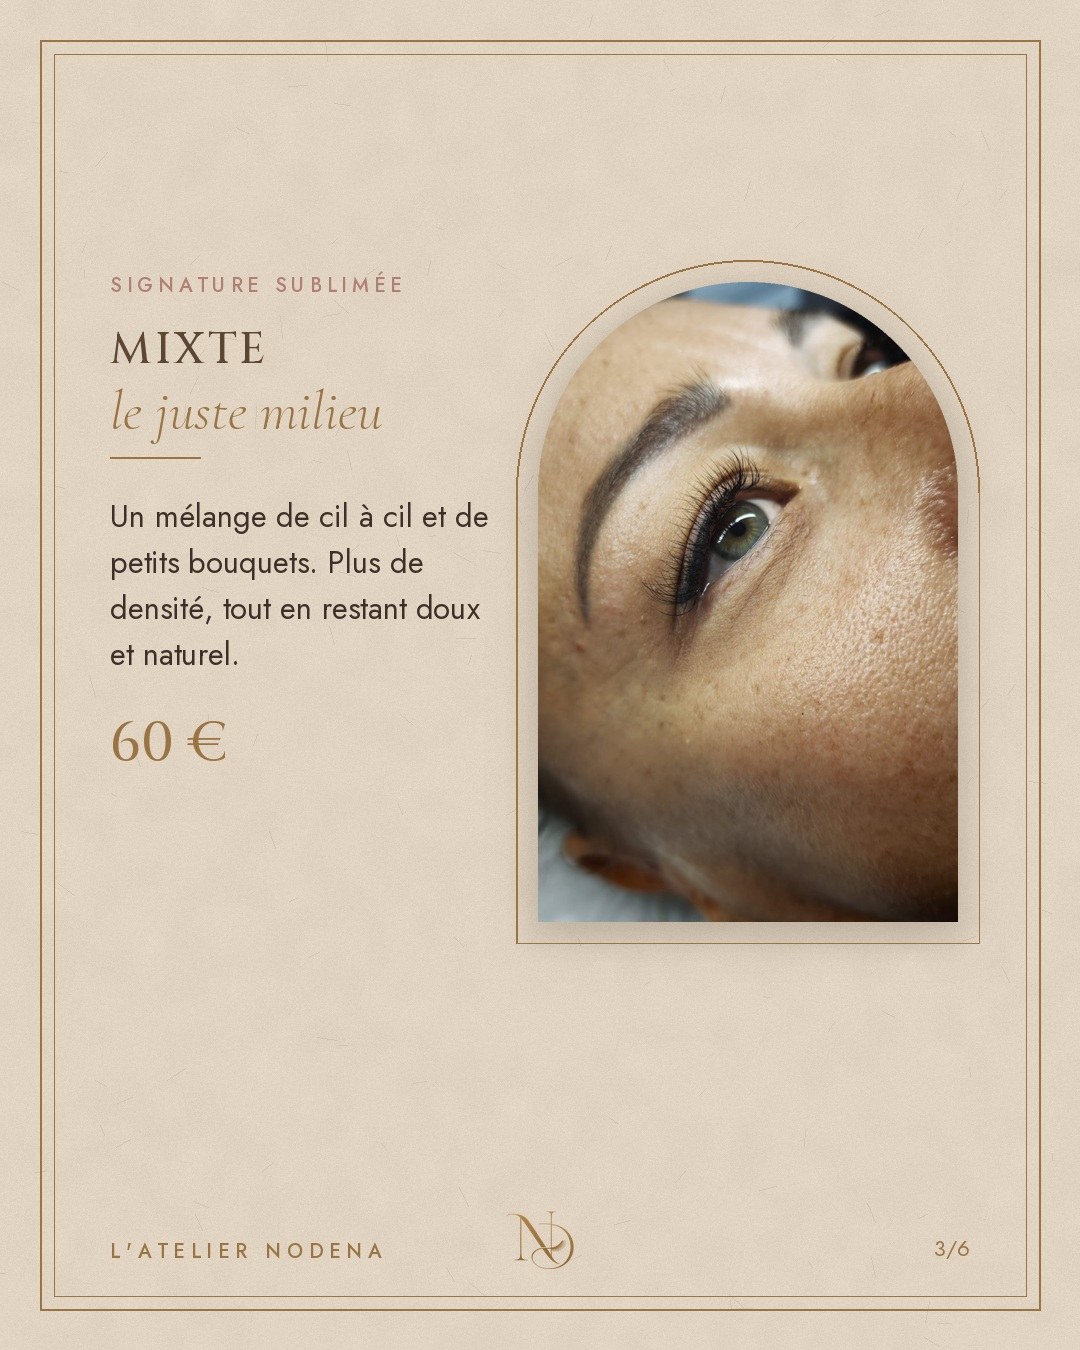 SIGNATURE SUBLIMÉE
MIXTE
le juste milieu
Un mélange de cil à cil et de
petits bouquets. Plus de
densité, tout en restant doux
et naturel.
60 €
L'ATELIER NODENA
3/6